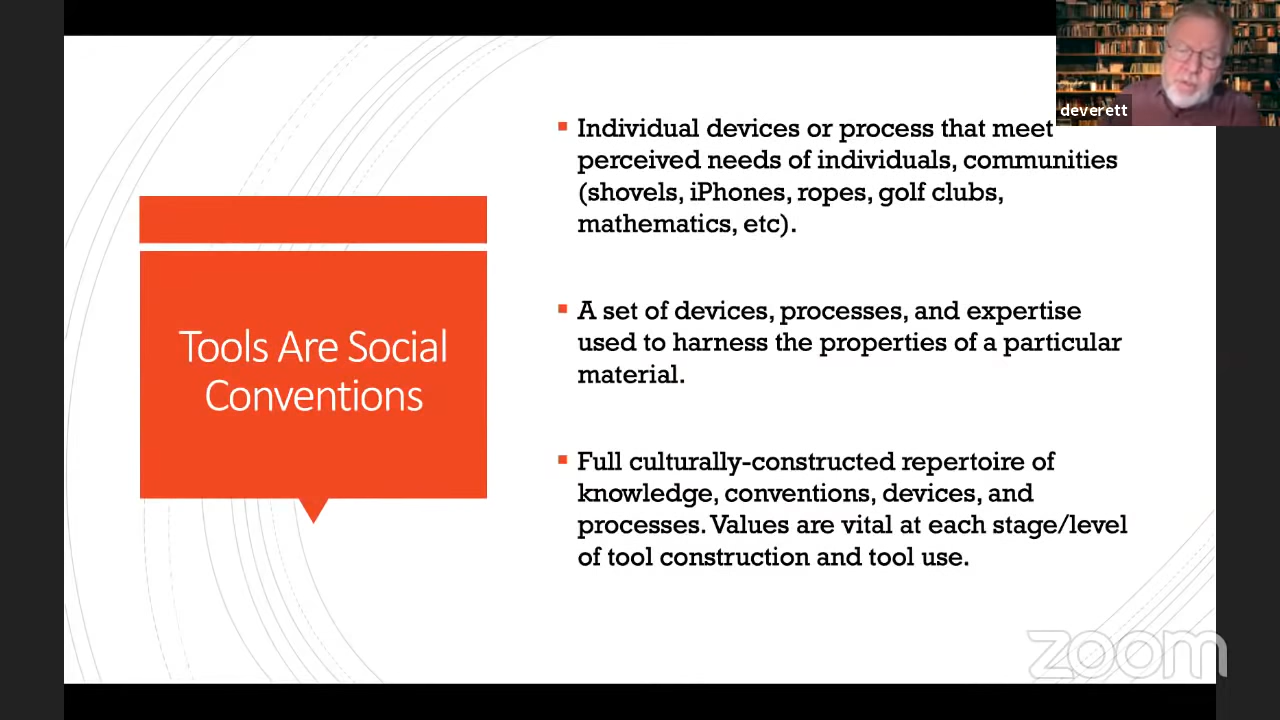 deverett
Tools Are Social
Conventions
Individual devices or process that meet
perceived needs of individuals, communities
(shovels, iPhones, ropes, golf clubs,
mathematics, etc).
A set of devices, processes, and expertise
used to harness the properties of a particular
material.
Full culturally-constructed repertoire of
knowledge, conventions, devices, and
processes. Values are vital at each stage/level
of tool construction and tool use.
zoom